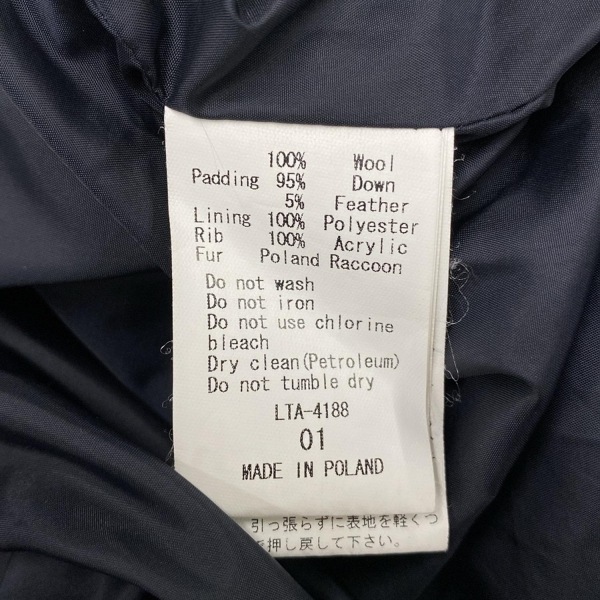 100% Wool
Padding 95% Down
5% Feather
Lining 100% Polyester
Rib 100% Acrylic
Fur Poland Raccoon
Do not wash
Do not iron
Do not use chlorine
bleach
Dry clean(Petroleum)
Do not tumble dry
LTA-4188
01
MADE IN POLAND
引っ張らずに表地を軽くつ
押し戻して下さい。